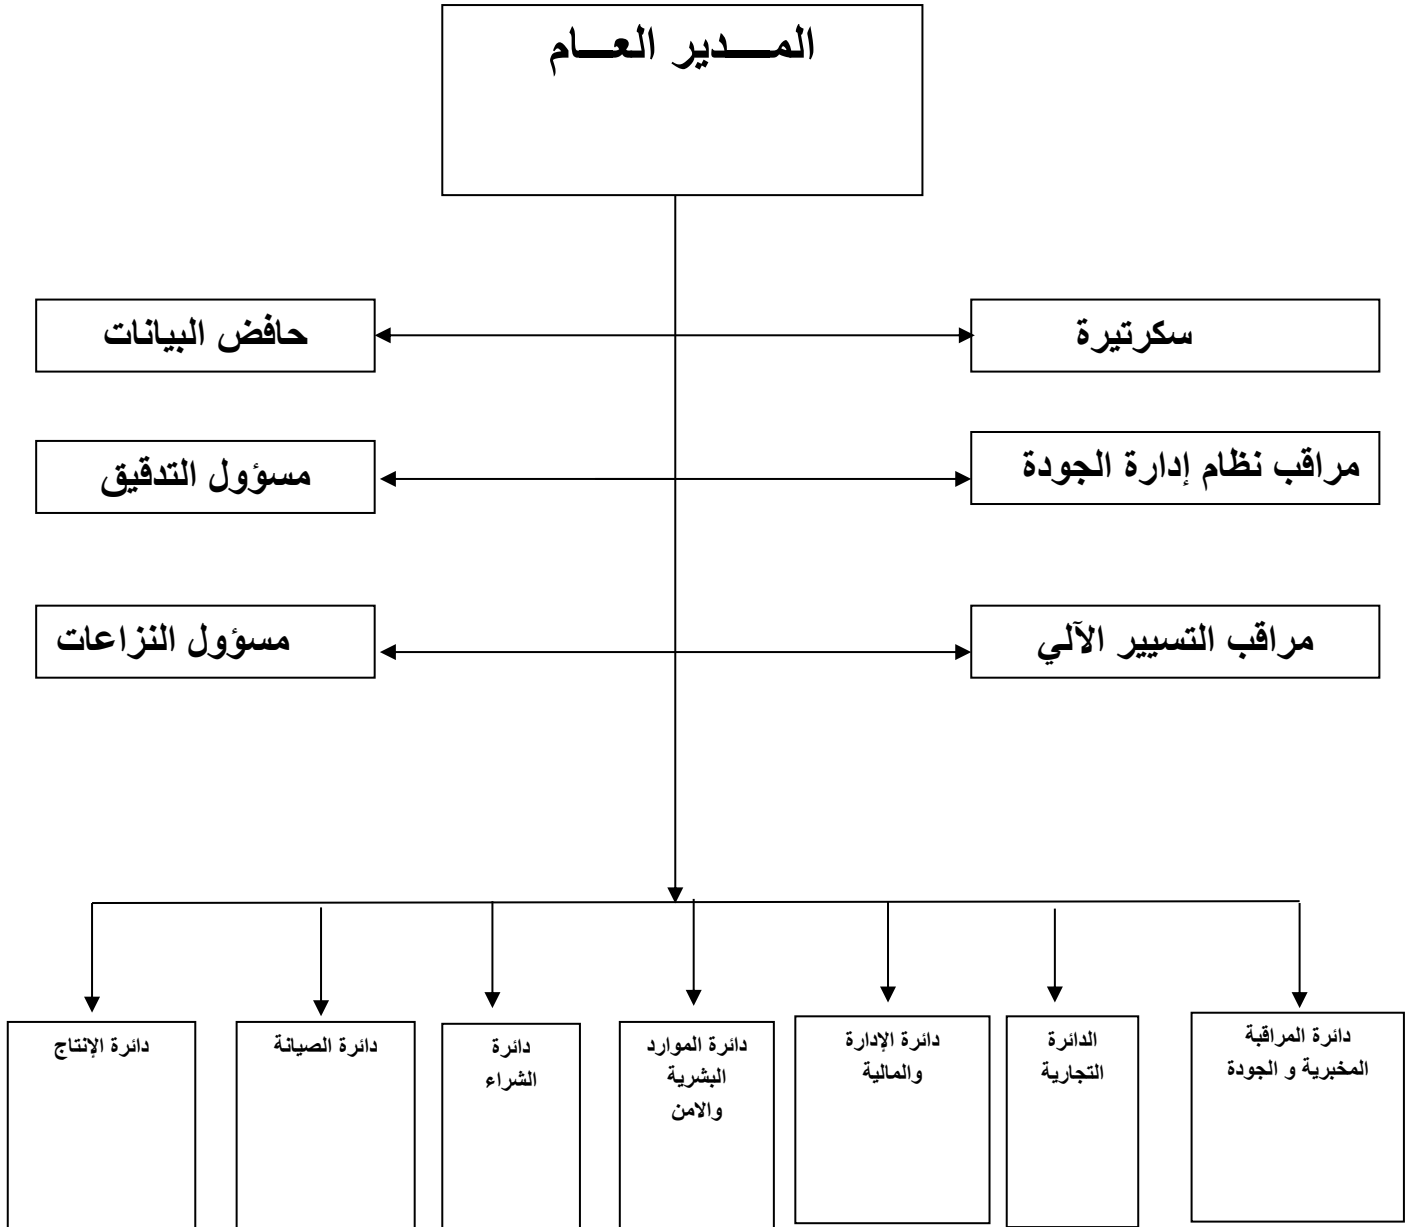 المـــدير العـــام
سكرتيرة
حافض البيانات
مراقب نظام إدارة الجودة
مسؤول التدقيق
مراقب التسيير الآلي
مسؤول النزاعات
دائرة المراقبة
المخبرية و الجودة
الدائرة
التجارية
دائرة الإدارة
والمالية
دائرة الموارد
البشرية
والامن
دائرة
الشراء
دائرة الصيانة
دائرة الإنتاج